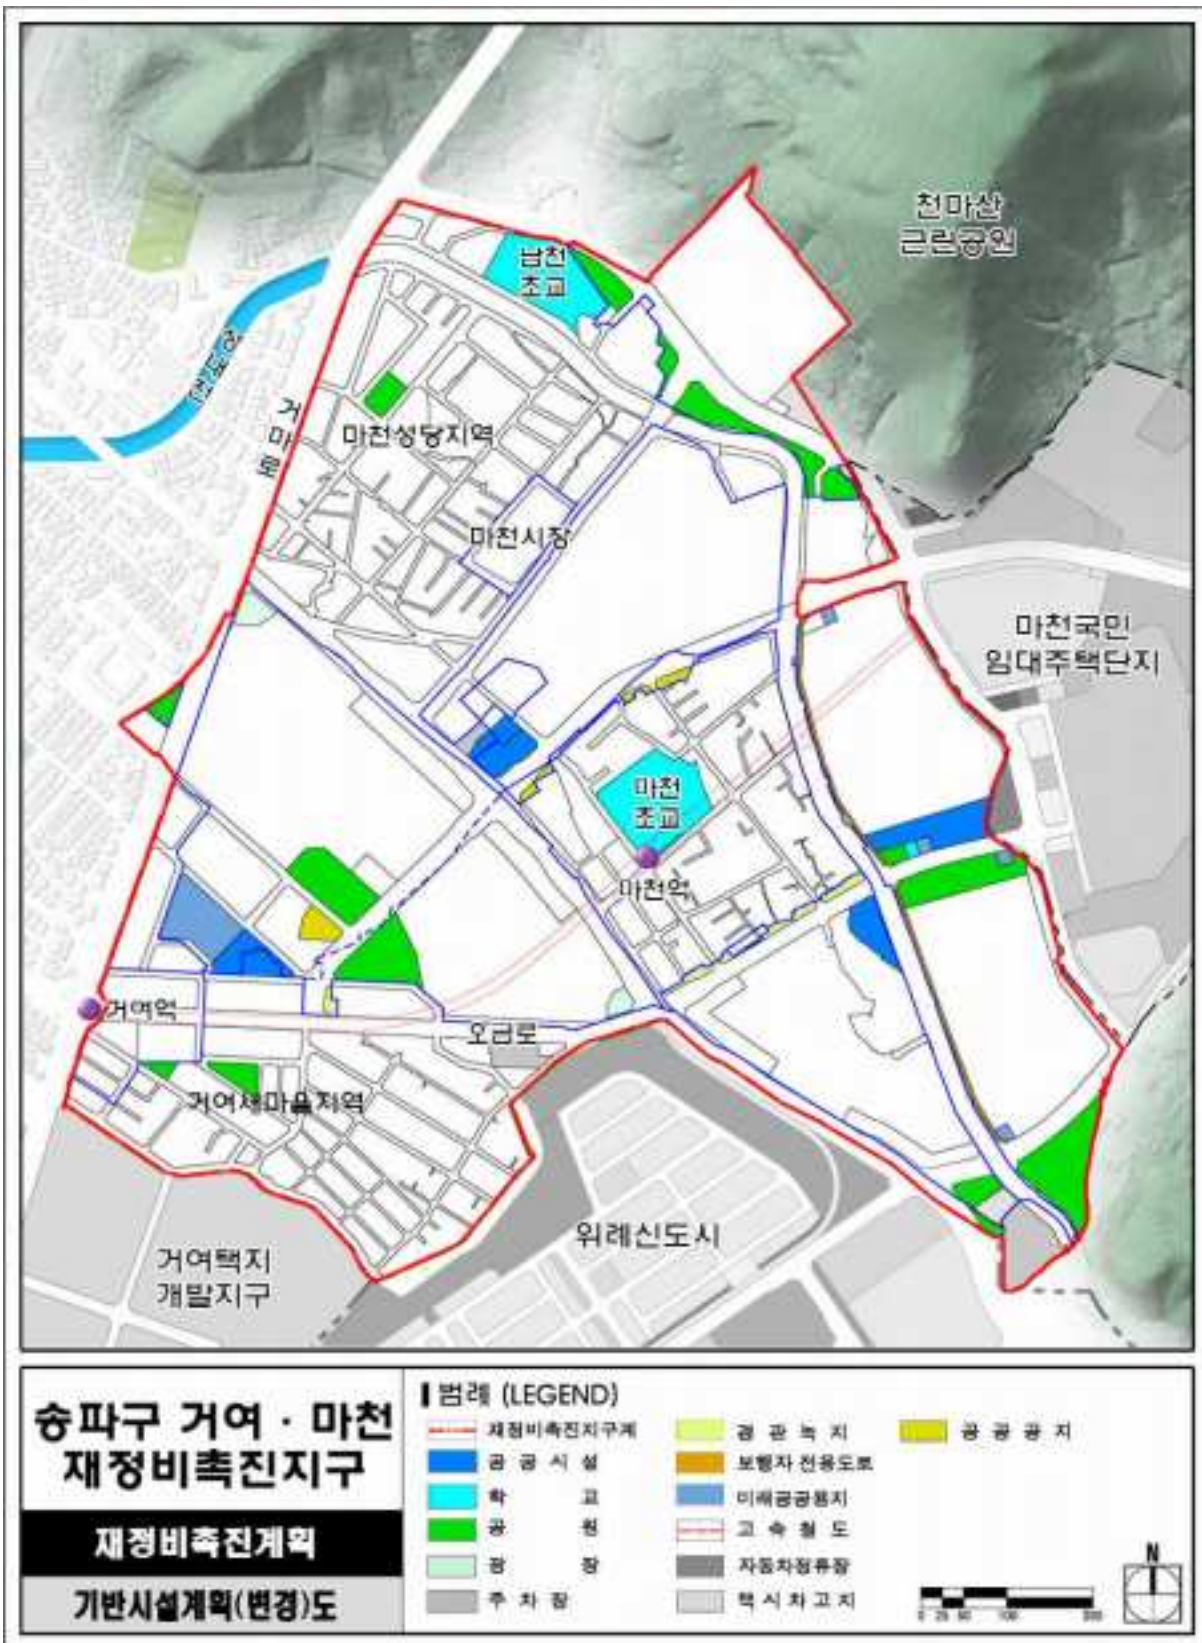 천마산
근린공원
남천
초교
성내천
거마로
마천성당지역
마천시장
마천국민
임대주택단지
마천
초교
마천역
거여역
오금로
거여새마을지역
위례신도시
거여택지
개발지구
송파구 거여 · 마천
재정비촉진지구
재정비촉진계획
기반시설계획(변경)도
범례 (LEGEND)
재정비촉진지구계
공 공 시 설
학 교
공 원
광 장
주 차 장
경 관 녹 지
보행자 전용도로
미래공공용지
고 속 철 도
자동차정류장
택 시 차 고 지
공 공 공 지
N
0 25 50 100 200